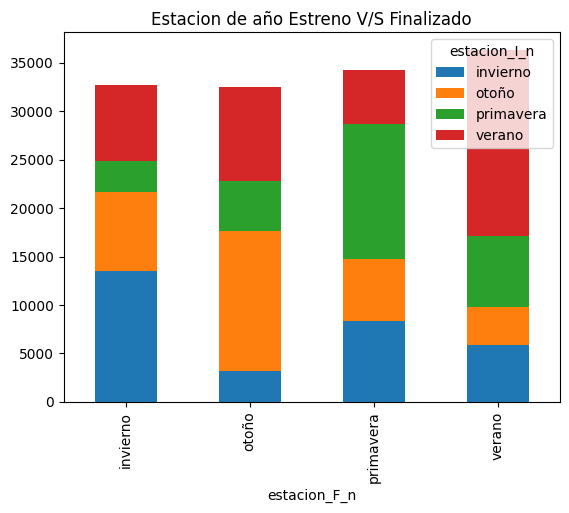 Estacion de año Estreno V/S Finalizado
estacion_I_n
invierno
otoño
primavera
verano
35000
30000
25000
20000
15000
10000
5000
0
invierno
otoño
primavera
verano
estacion_F_n